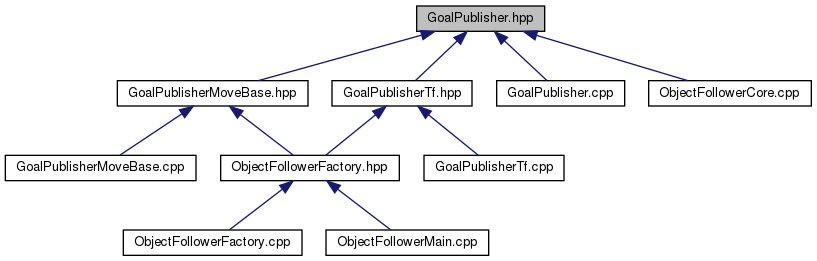 GoalPublisher.hpp
GoalPublisherMoveBase.hpp
GoalPublisherTf.hpp
GoalPublisher.cpp
ObjectFollowerCore.cpp
GoalPublisherMoveBase.cpp
ObjectFollowerFactory.hpp
GoalPublisherTf.cpp
ObjectFollowerFactory.cpp
ObjectFollowerMain.cpp